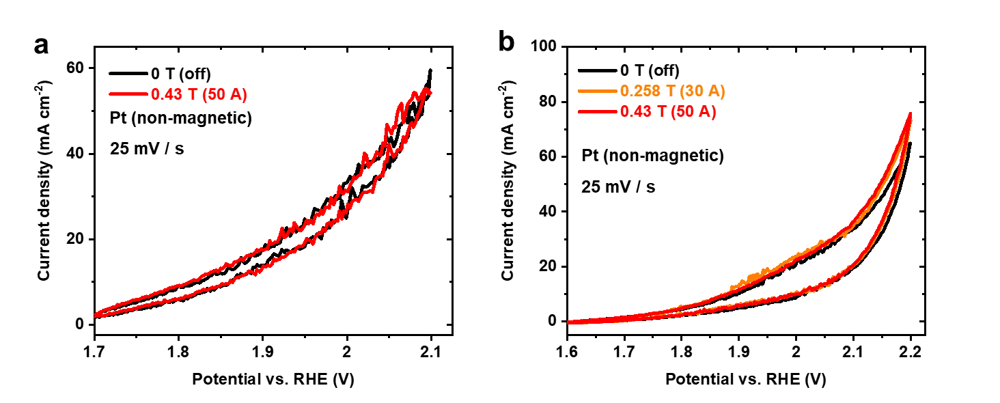 a
60
40
20
0
1.7
1.8
1.9
2
2.1
Current density (mA cm-2)
Potential vs. RHE (V)
0 T (off)
0.43 T (50 A)
Pt (non-magnetic)
25 mV / s
b
100
80
60
40
20
0
1.6
1.7
1.8
1.9
2
2.1
2.2
Current density (mA cm-2)
Potential vs. RHE (V)
0 T (off)
0.258 T (30 A)
0.43 T (50 A)
Pt (non-magnetic)
25 mV / s